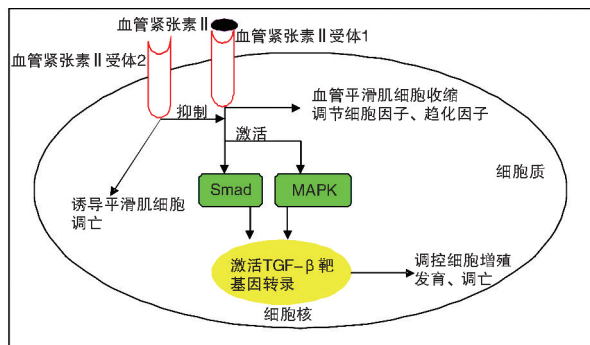 血管紧张素Ⅱ
血管紧张素Ⅱ受体1
血管紧张素Ⅱ受体2
抑制
血管平滑肌细胞收缩
调节细胞因子、趋化因子
激活
细胞质
Smad
MAPK
诱导平滑肌细胞
调亡
激活TGF-β靶
基因转录
调控细胞增殖
发育、调亡
细胞核